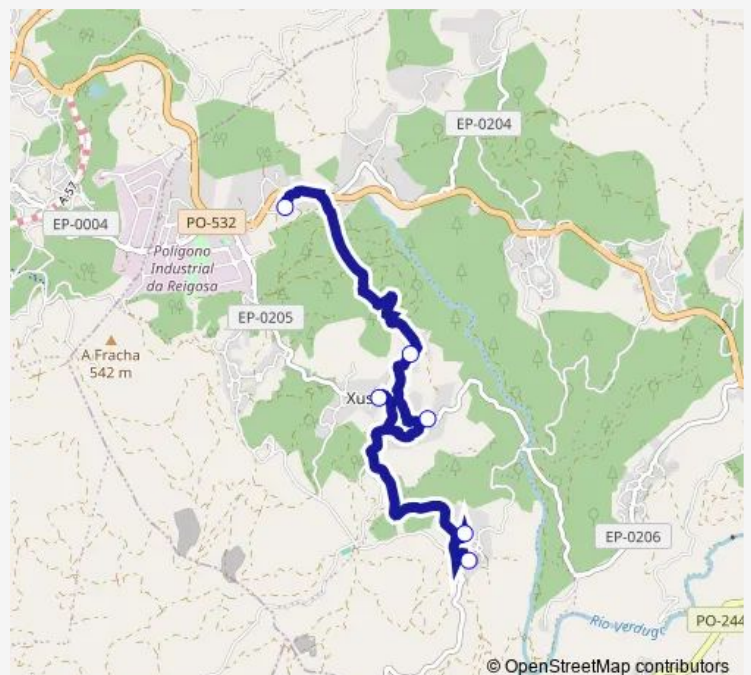 EP-0204
A-57
EP-0004
PO-532
Polígono
Industrial
da Reigosa
EP-0205
A Fracha
542 m
EP-0206
Río Verdugo
PO-244
© OpenStreetMap contributors